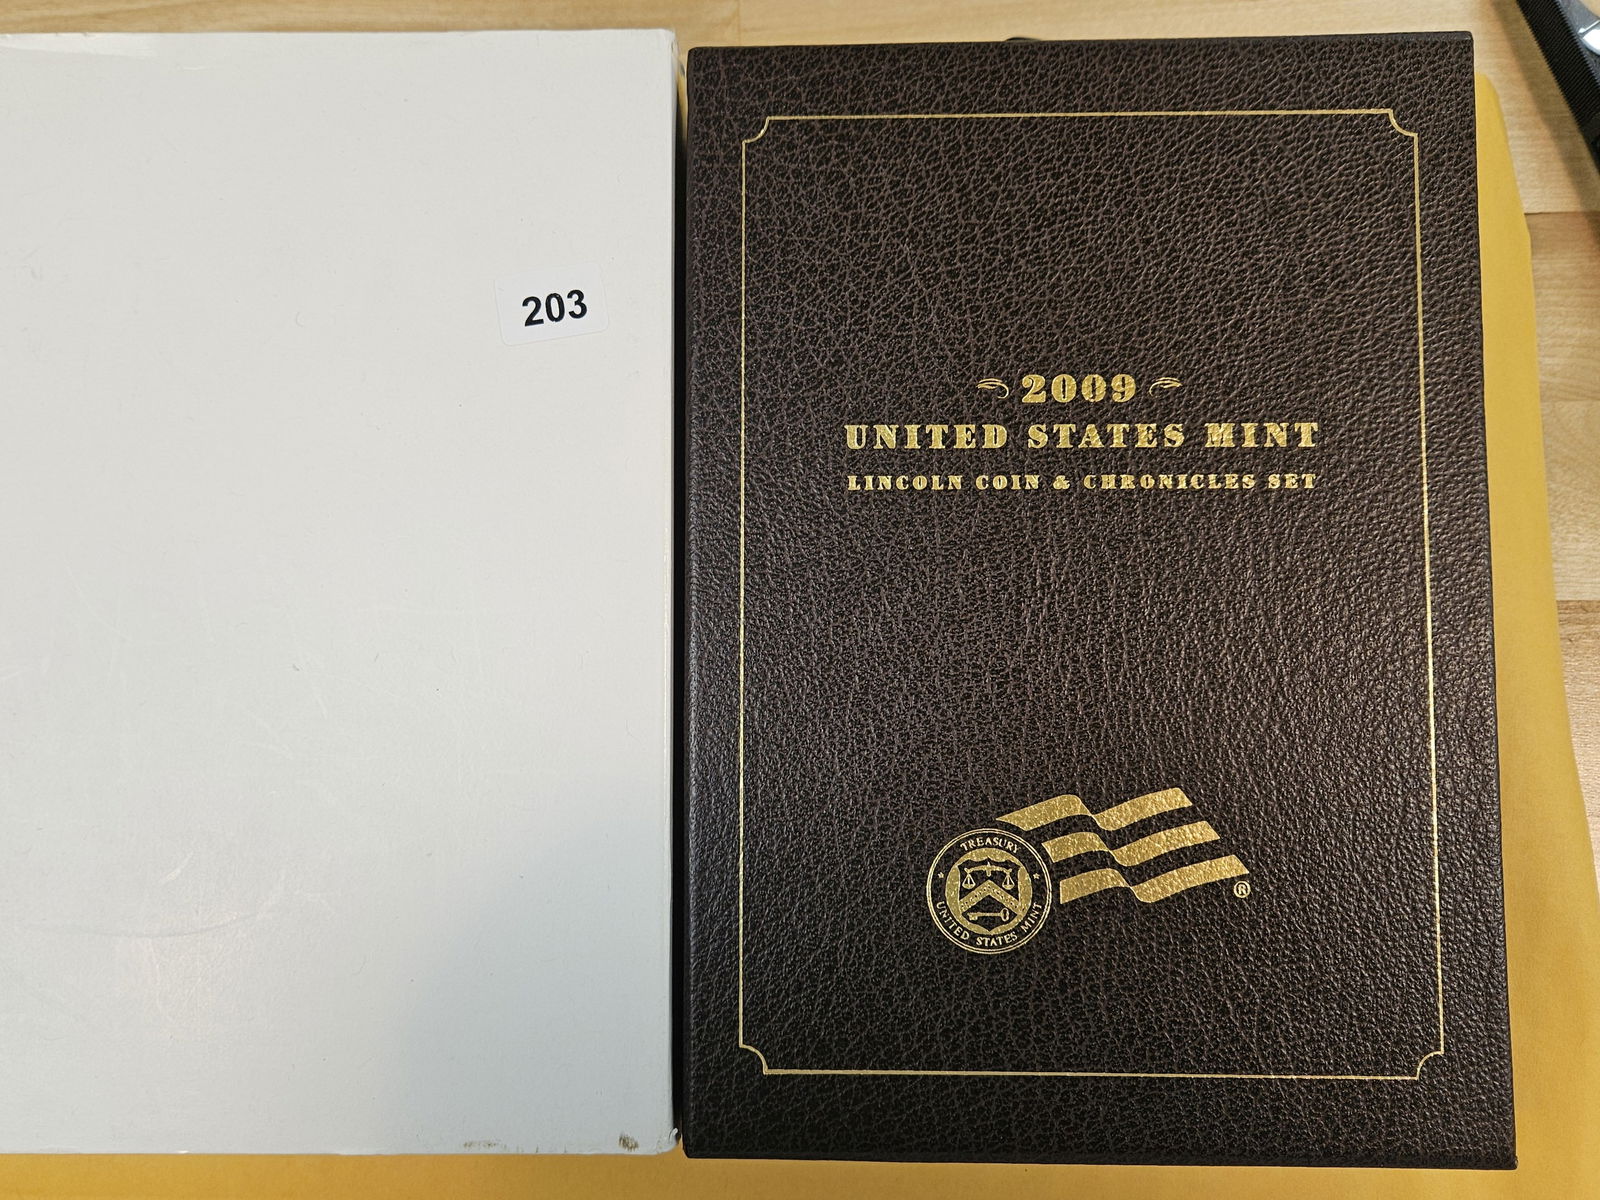 203
2009
UNITED STATES MINT
LINCOLN COIN & CHRONICLES SET
TREASURY
UNITED STATES MINT
®